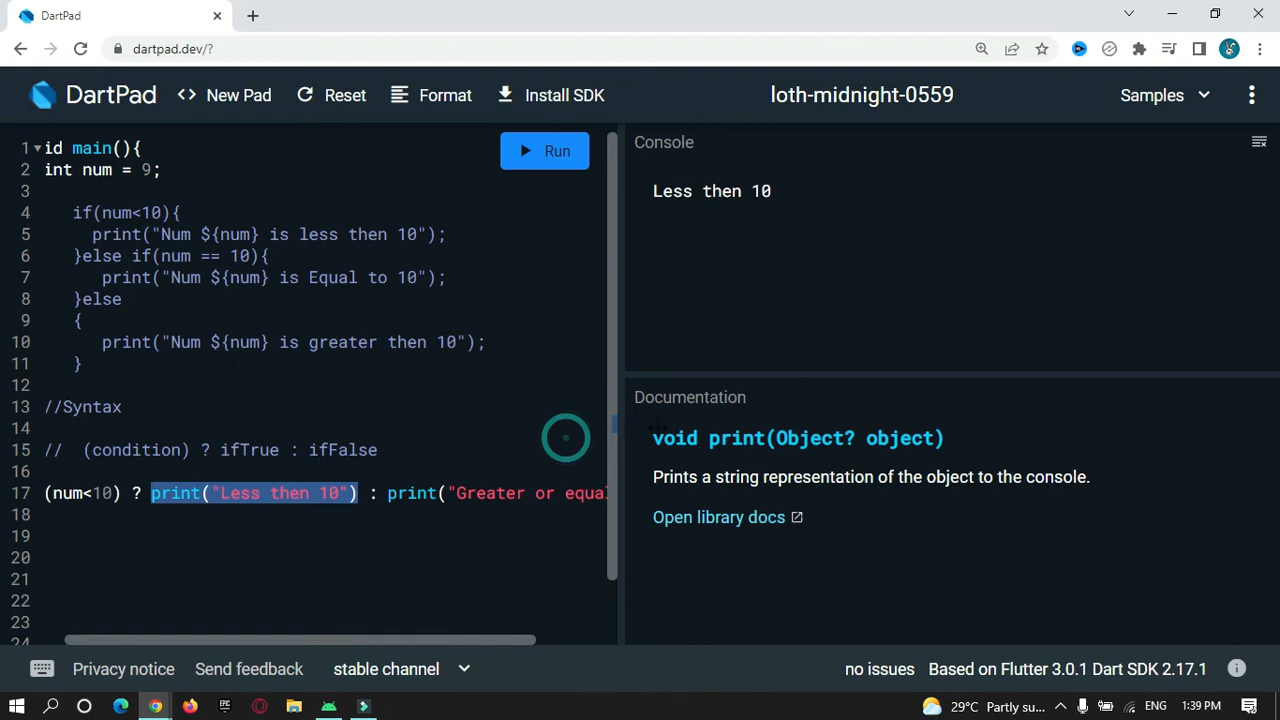 DartPad
dartpad.dev/?
DartPad
New Pad
Reset
Format
Install SDK
loth-midnight-0559
Samples
Run
1 id main(){
2 int num = 9;
3
4 if(num<10){
5 print("Num ${num} is less then 10");
6 }else if(num == 10){
7 print("Num ${num} is Equal to 10");
8 }else
9 {
10 print("Num ${num} is greater then 10");
11 }
12
13 //Syntax
14
15 // (condition) ? ifTrue : ifFalse
16
17 (num<10) ? print("Less then 10") : print("Greater or equal
18
19
20
21
22
23
24
Console
Less then 10
Documentation
void print(Object? object)
Prints a string representation of the object to the console.
Open library docs
Privacy notice
Send feedback
stable channel
no issues
Based on Flutter 3.0.1 Dart SDK 2.17.1
29°C Partly su...
ENG
1:39 PM